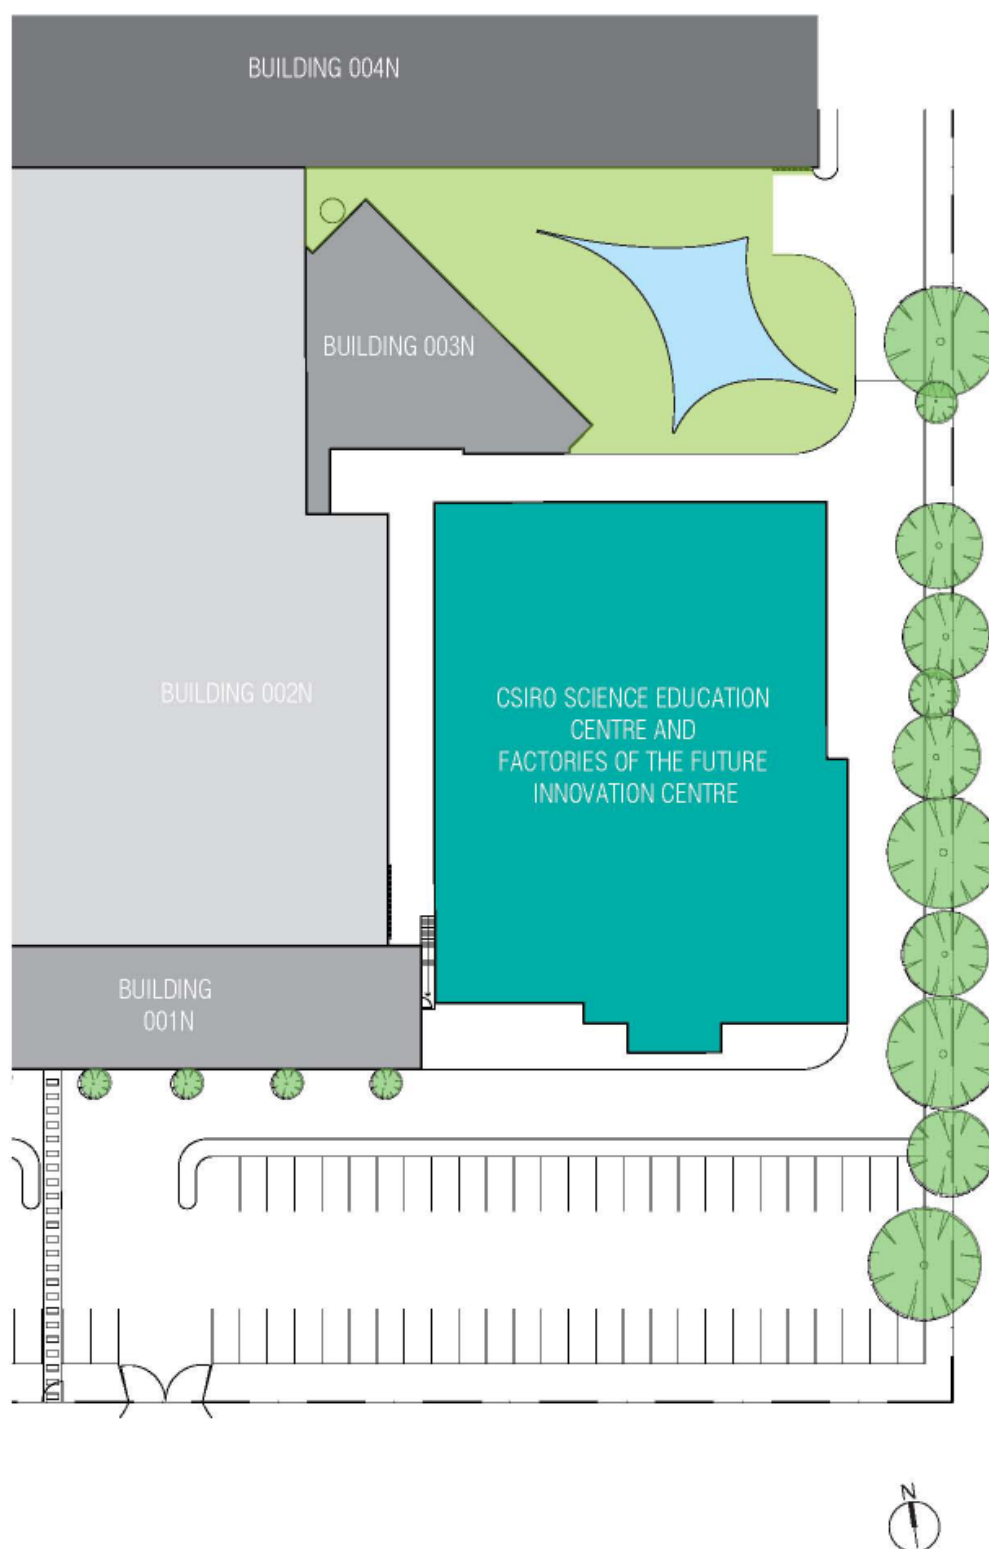 BUILDING 004N
BUILDING 003N
BUILDING 002N
CSIRO SCIENCE EDUCATION
CENTRE AND
FACTORIES OF THE FUTURE
INNOVATION CENTRE
BUILDING
001N
N